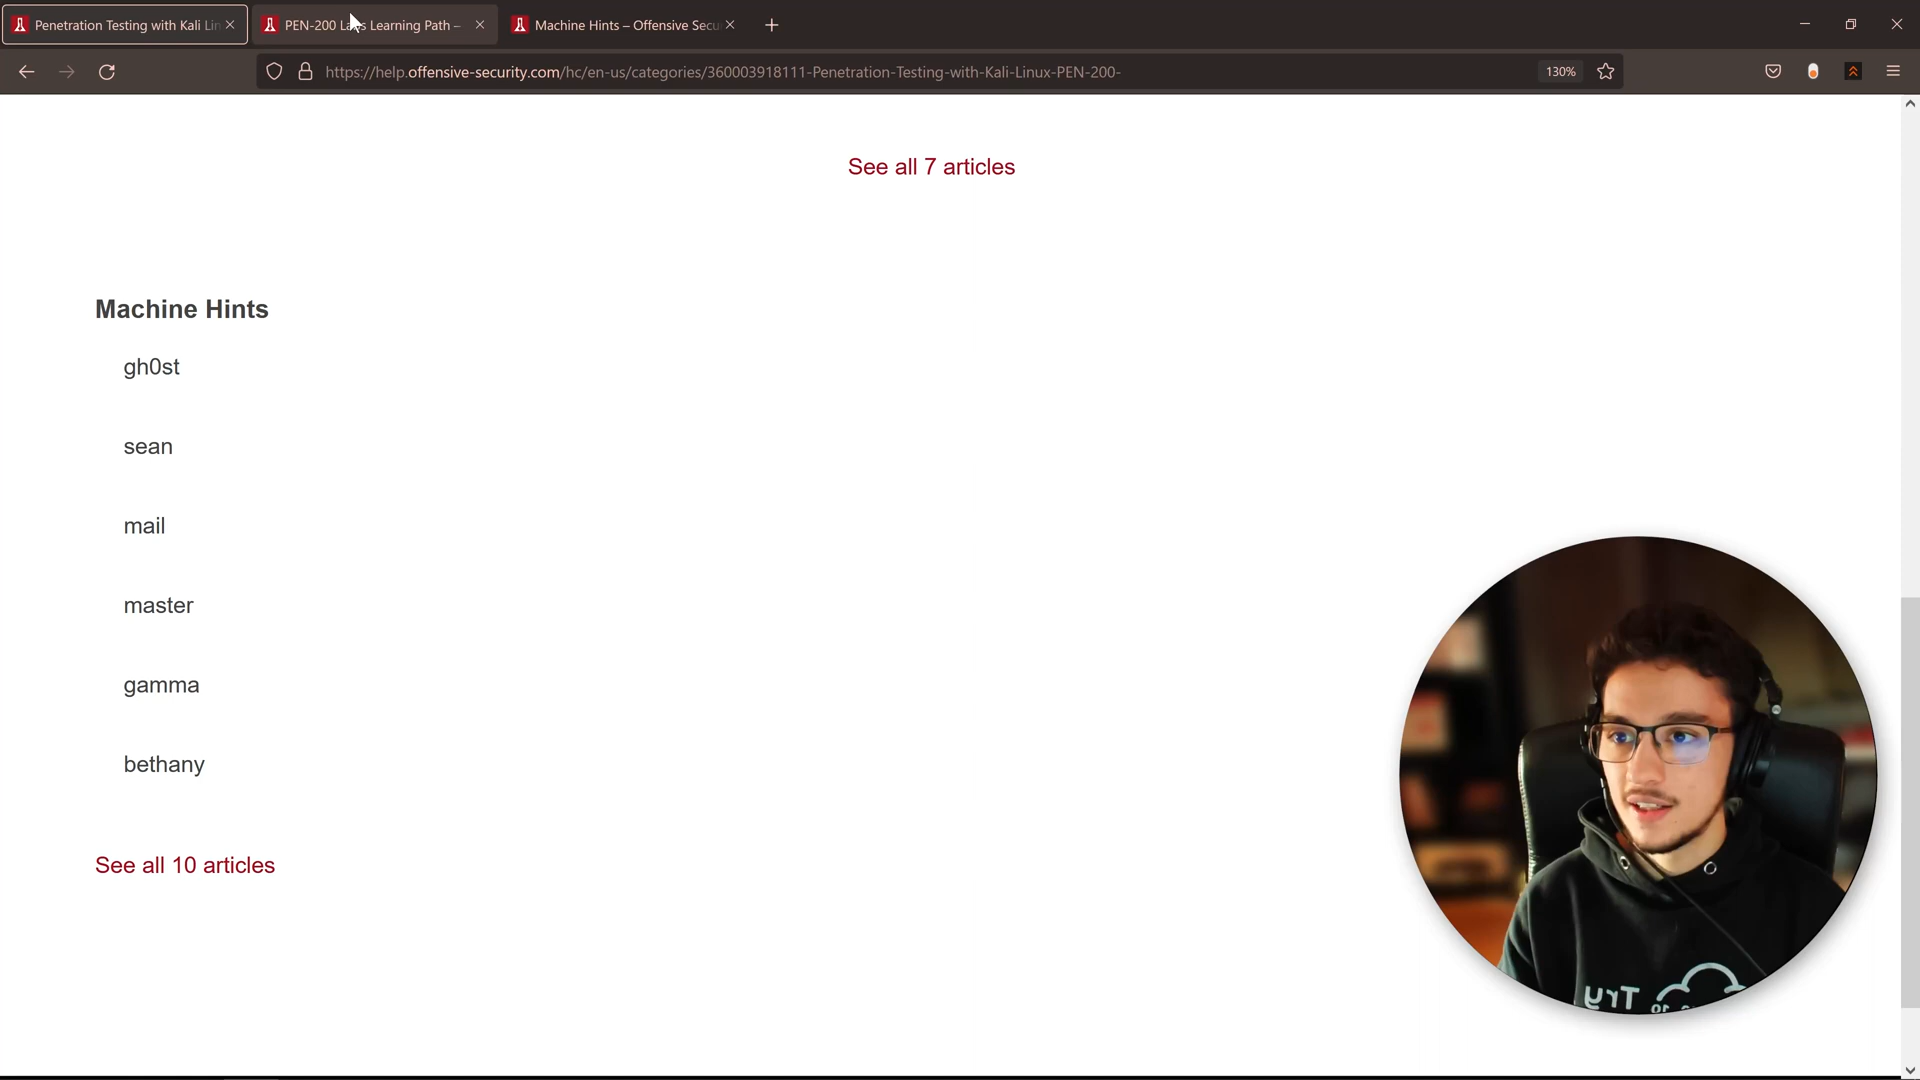 Penetration Testing with Kali Lin
PEN-200 Labs Learning Path –
Machine Hints – Offensive Secu
https://help.offensive-security.com/hc/en-us/categories/360003918111-Penetration-Testing-with-Kali-Linux-PEN-200-
130%
See all 7 articles
Machine Hints
gh0st
sean
mail
master
gamma
bethany
See all 10 articles
Try